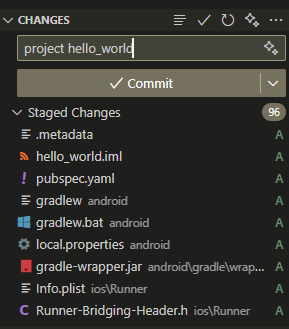 CHANGES
project hello_world
Commit
Staged Changes 96
.metadata A
hello_world.iml A
pubspec.yaml A
gradlew android A
gradlew.bat android A
local.properties android A
gradle-wrapper.jar android\gradle\wrap... A
Info.plist ios\Runner A
Runner-Bridging-Header.h ios\Runner A